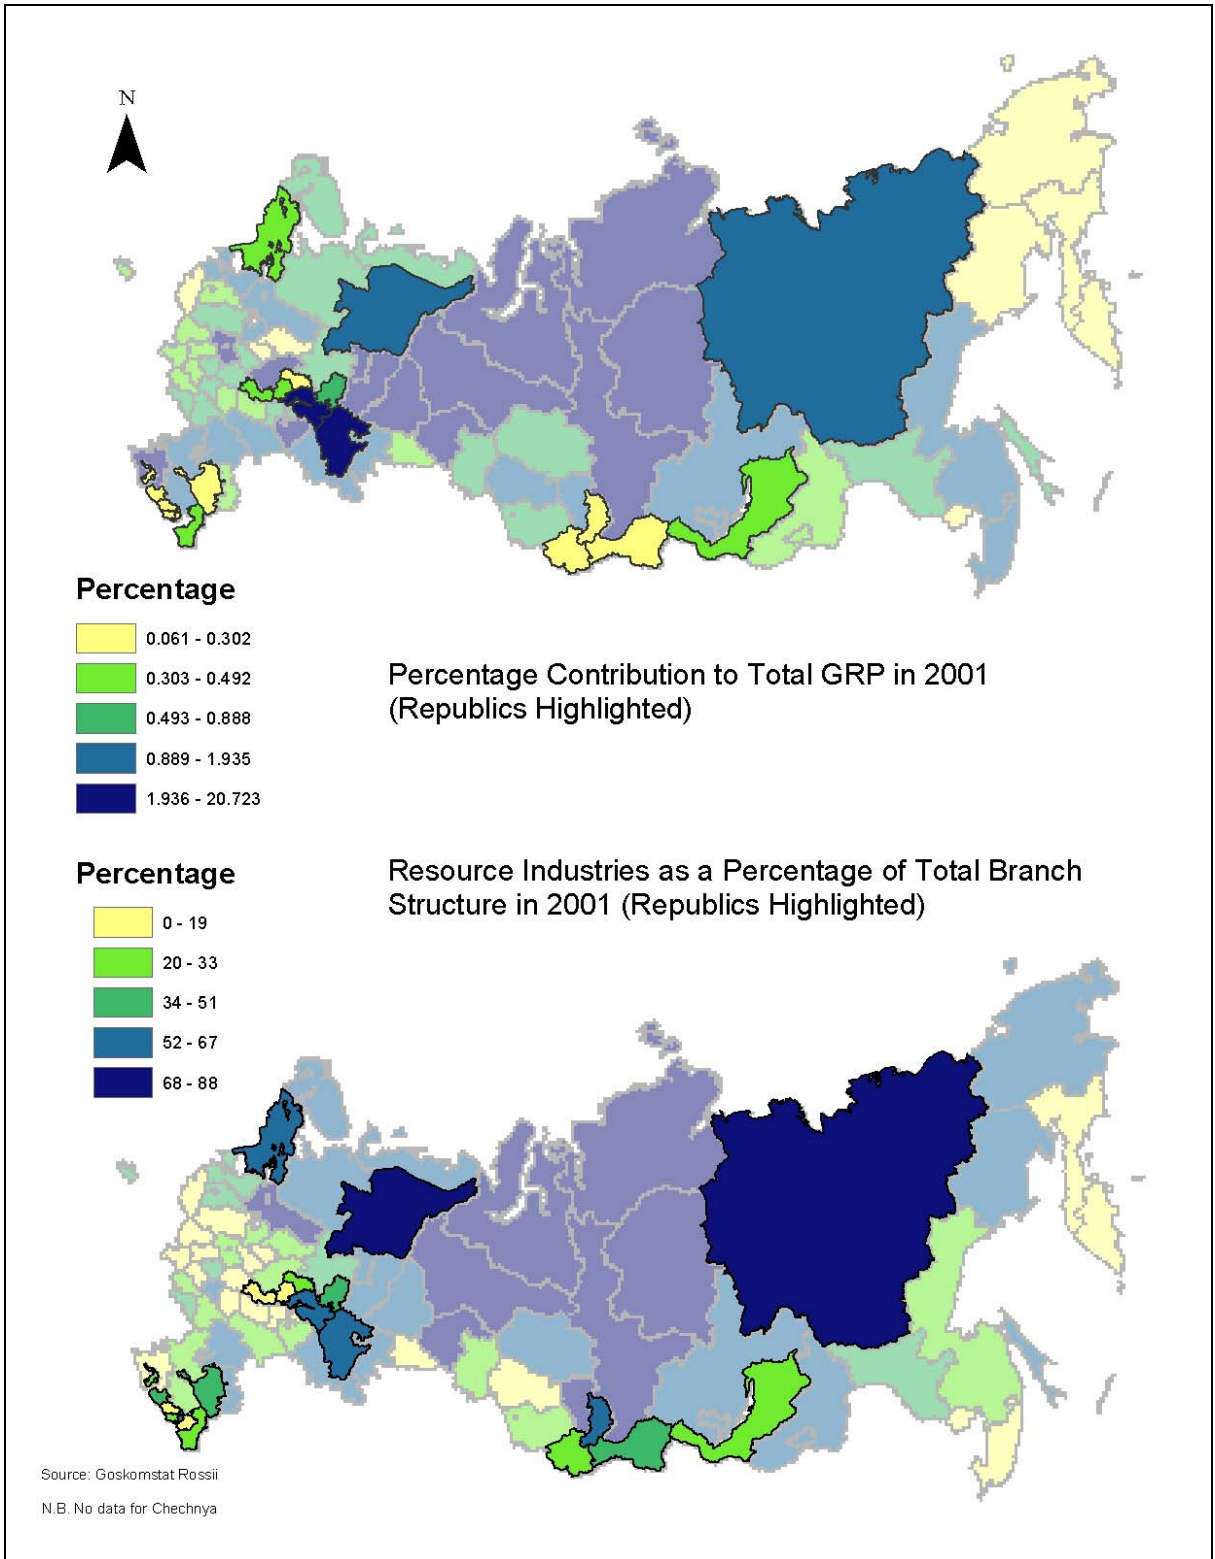 N
Percentage
0.061 - 0.302
0.303 - 0.492
0.493 - 0.888
0.889 - 1.935
1.936 - 20.723
Percentage Contribution to Total GRP in 2001
(Republics Highlighted)
Percentage
0 - 19
20 - 33
34 - 51
52 - 67
68 - 88
Resource Industries as a Percentage of Total Branch
Structure in 2001 (Republics Highlighted)
Source: Goskomstat Rossii
N.B. No data for Chechnya